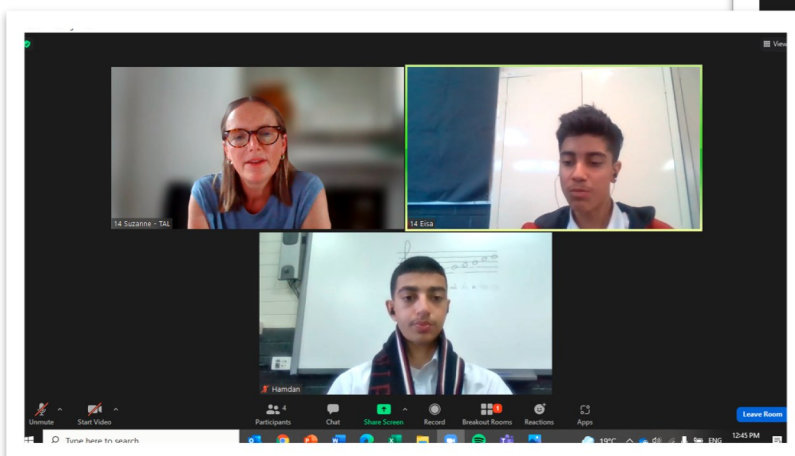 View
14 Suzanne - TAL
14 Eisa
Hamdan
4
1
Unmute
Start Video
Participants
Chat
Share Screen
Record
Breakout Rooms
Reactions
Apps
Leave Room
Type here to search
19°C
ENG
12:45 PM